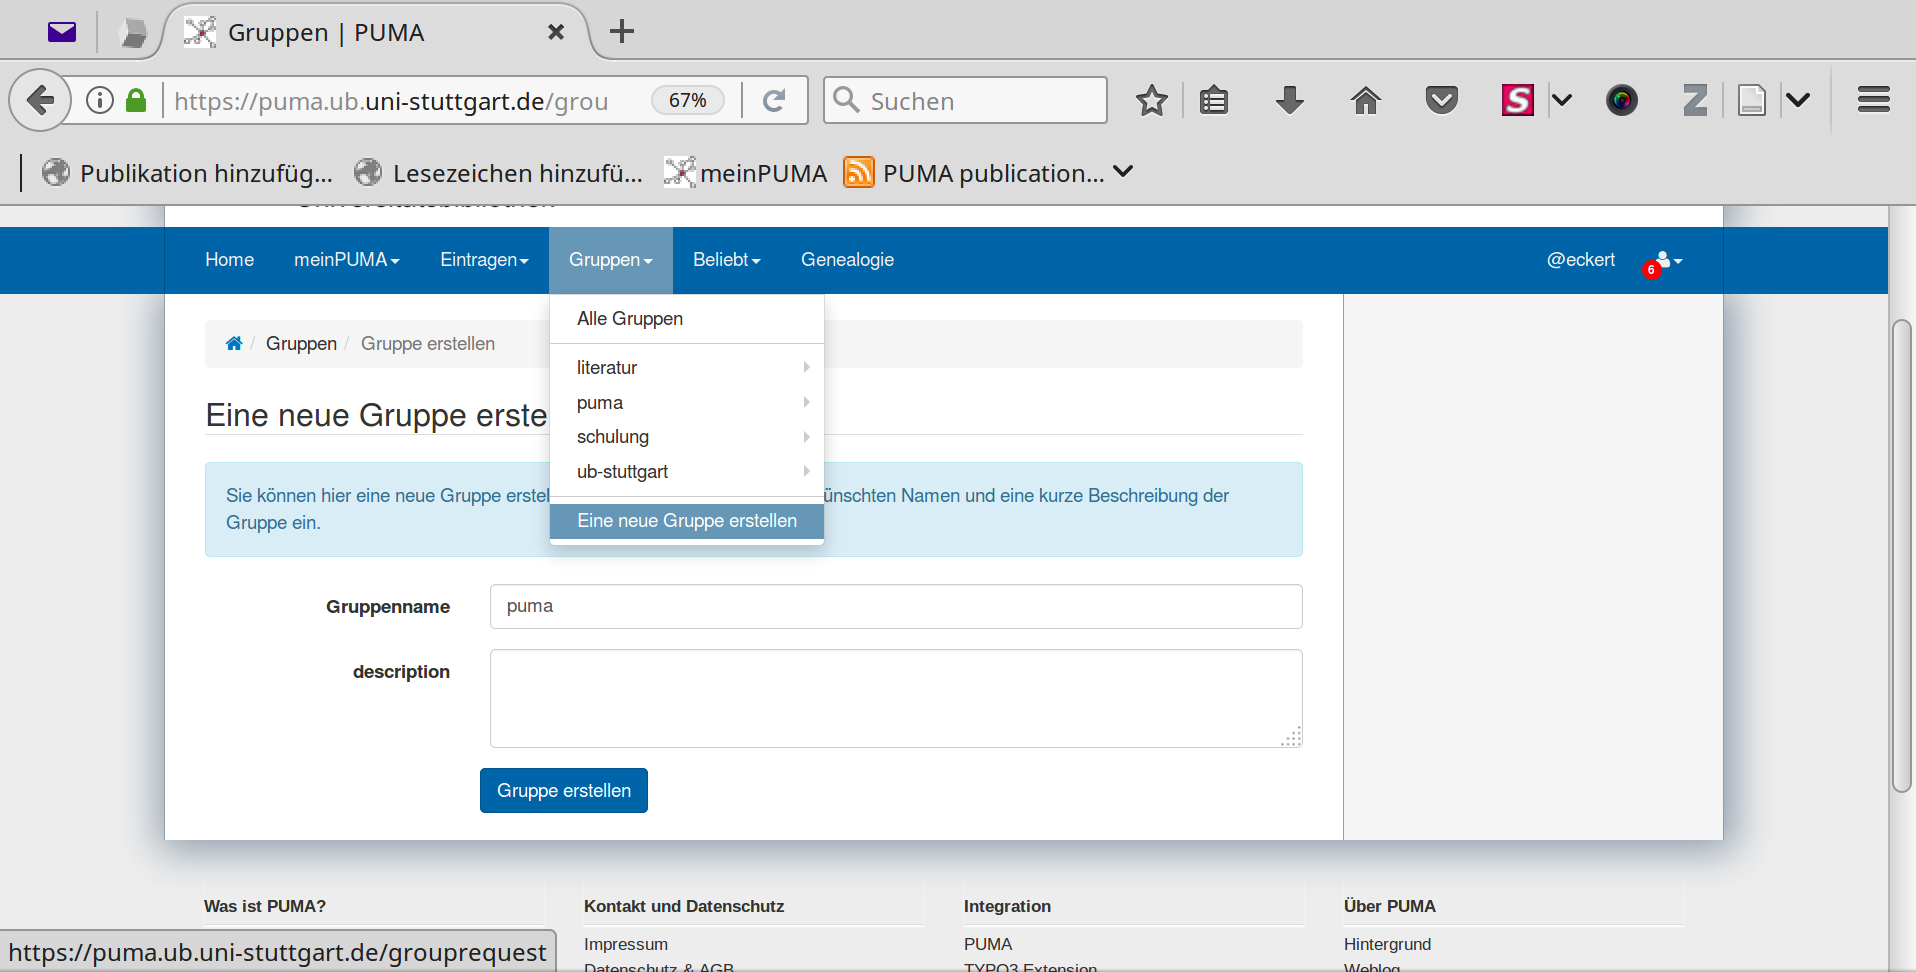 Gruppen | PUMA
https://puma.ub.uni-stuttgart.de/grou
67%
Suchen
Publikation hinzufüg...
Lesezeichen hinzufü...
meinPUMA
PUMA publication...
Home
meinPUMA
Eintragen
Gruppen
Beliebt
Genealogie
@eckert
6
Alle Gruppen
literatur
puma
schulung
ub-stuttgart
Eine neue Gruppe erstellen
Gruppen / Gruppe erstellen
Eine neue Gruppe erste
Sie können hier eine neue Gruppe erstel
ünschten Namen und eine kurze Beschreibung der
Gruppe ein.
Gruppenname
puma
description
Gruppe erstellen
Was ist PUMA?
Kontakt und Datenschutz
Integration
Über PUMA
Impressum
PUMA
Hintergrund
Datenschutz & AGB
TYPO3 Extension
Weblog
https://puma.ub.uni-stuttgart.de/grouprequest